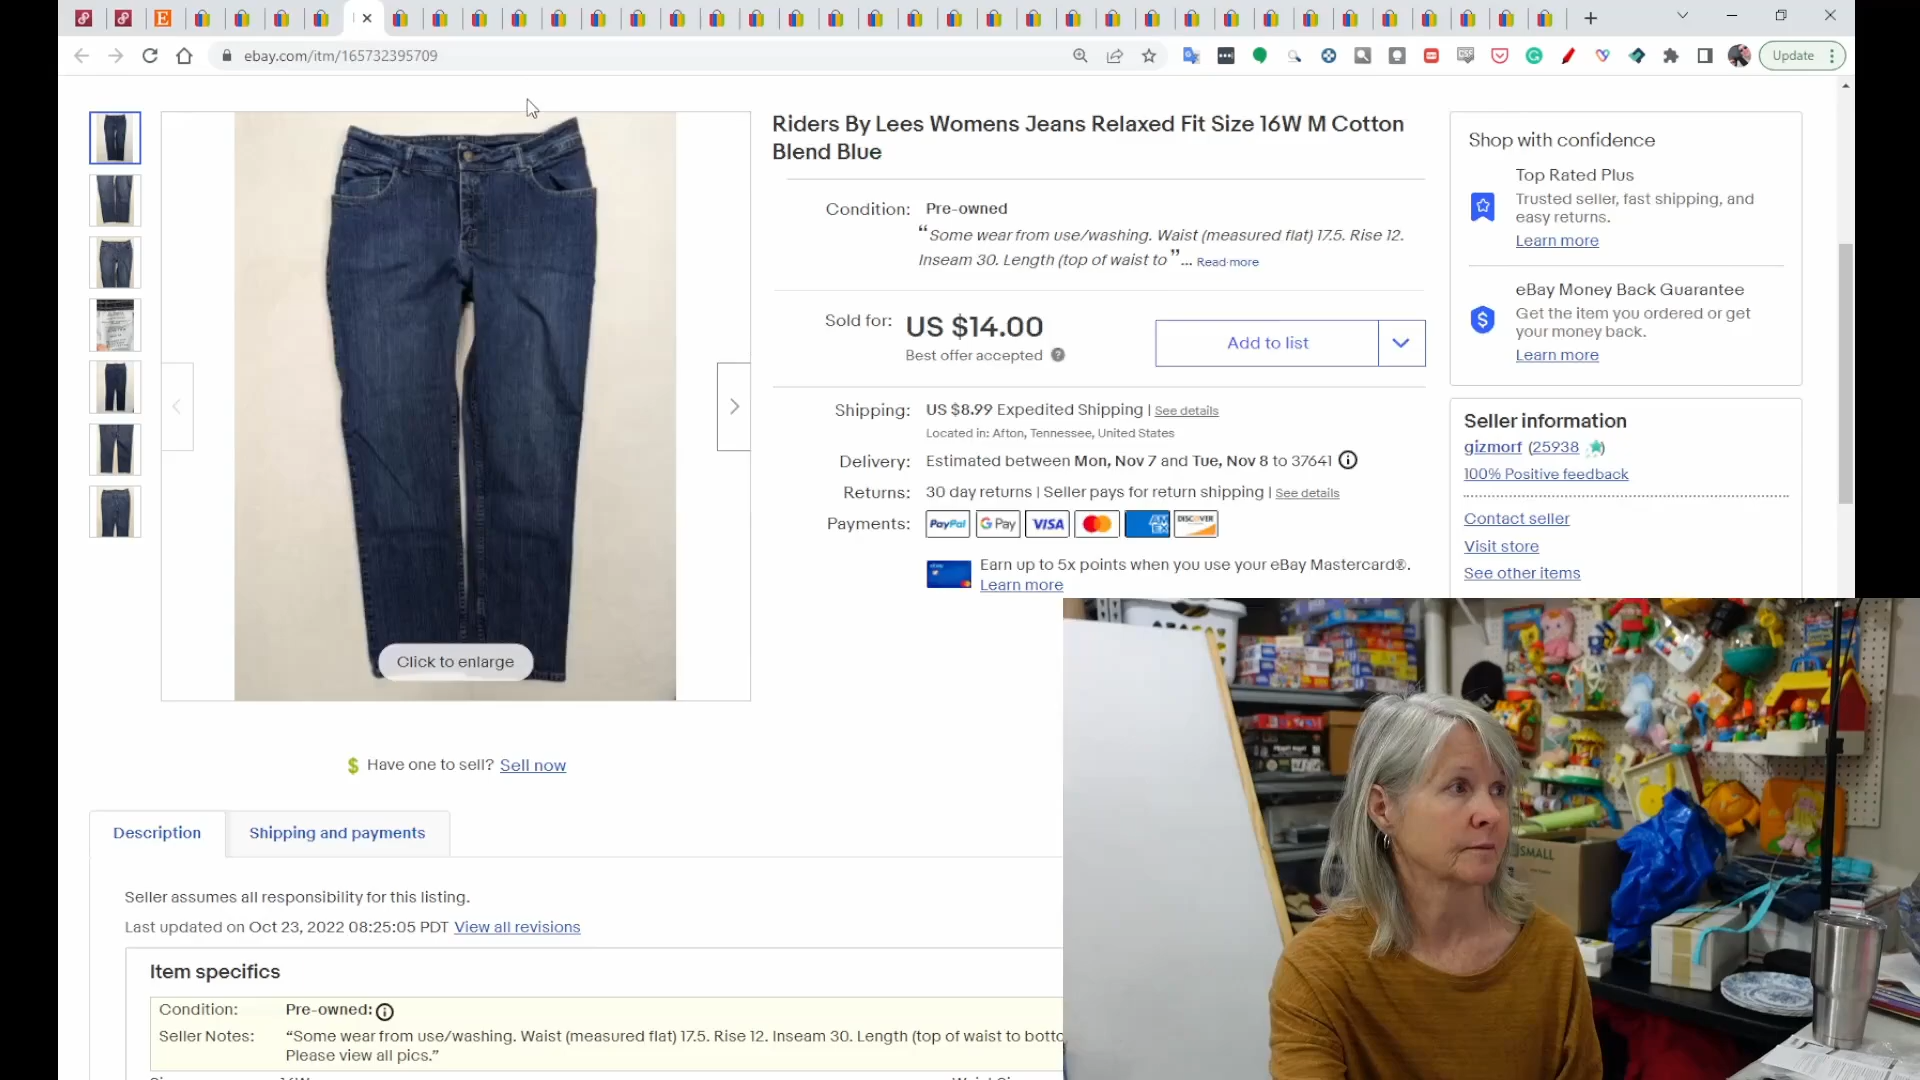 ebay.com/itm/165732395709
Update
Riders By Lees Womens Jeans Relaxed Fit Size 16W M Cotton
Blend Blue
Condition: Pre-owned
“Some wear from use/washing. Waist (measured flat) 17.5. Rise 12.
Inseam 30. Length (top of waist to ”... Read more
Sold for: US $14.00
Best offer accepted
Add to list
Shipping: US $8.99 Expedited Shipping | See details
Located in: Afton, Tennessee, United States
Delivery: Estimated between Mon, Nov 7 and Tue, Nov 8 to 37641
Returns: 30 day returns | Seller pays for return shipping | See details
Payments: PayPal G Pay VISA AM EX DISCOVER
Earn up to 5x points when you use your eBay Mastercard®.
Learn more
Shop with confidence
Top Rated Plus
Trusted seller, fast shipping, and
easy returns.
Learn more
eBay Money Back Guarantee
Get the item you ordered or get
your money back.
Learn more
Seller information
gizmorf (25938)
100% Positive feedback
Contact seller
Visit store
See other items
Click to enlarge
$ Have one to sell? Sell now
Description
Shipping and payments
Seller assumes all responsibility for this listing.
Last updated on Oct 23, 2022 08:25:05 PDT View all revisions
Item specifics
Condition: Pre-owned:
Seller Notes: “Some wear from use/washing. Waist (measured flat) 17.5. Rise 12. Inseam 30. Length (top of waist to botto
Please view all pics.”
SMALL